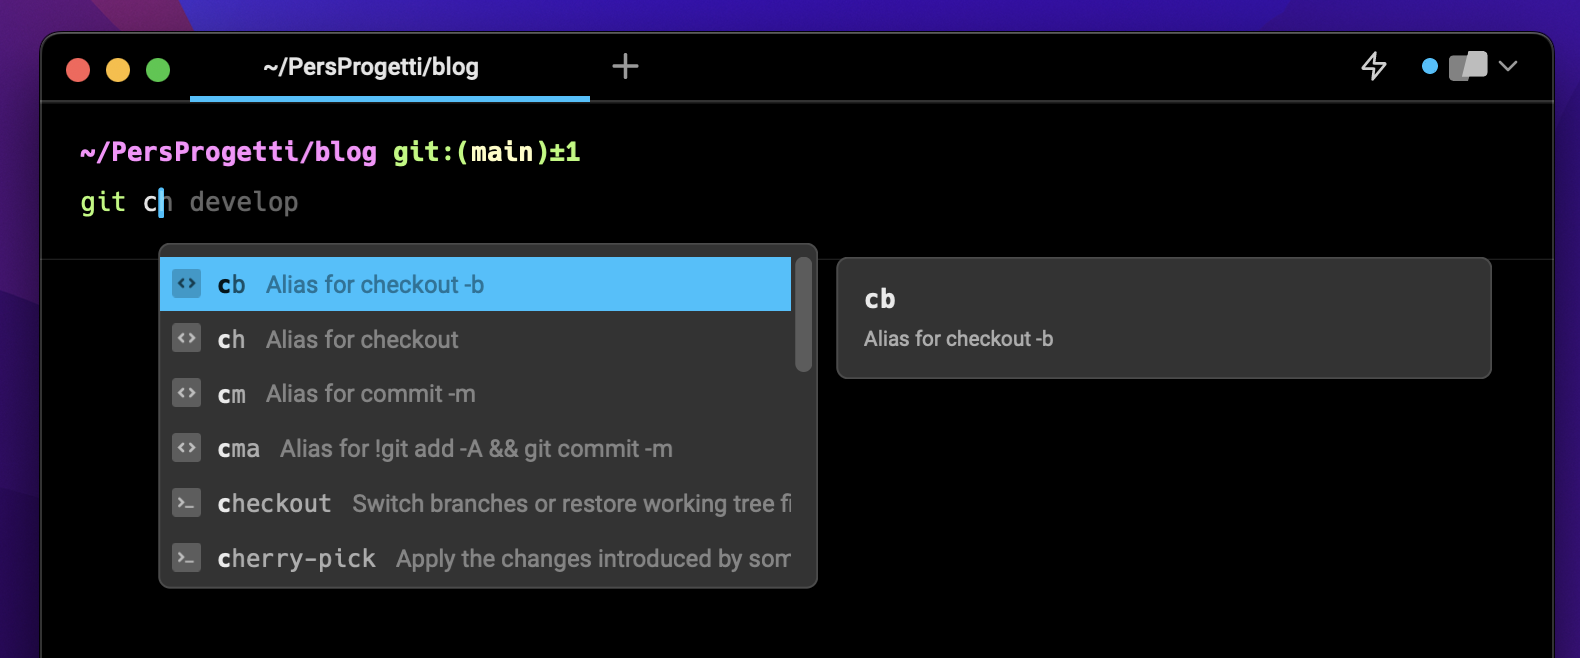 ~/PersProgetti/blog
~/PersProgetti/blog git:(main)±1
git ch develop
cb Alias for checkout -b
ch Alias for checkout
cm Alias for commit -m
cma Alias for !git add -A && git commit -m
checkout Switch branches or restore working tree fi
cherry-pick Apply the changes introduced by som
cb
Alias for checkout -b